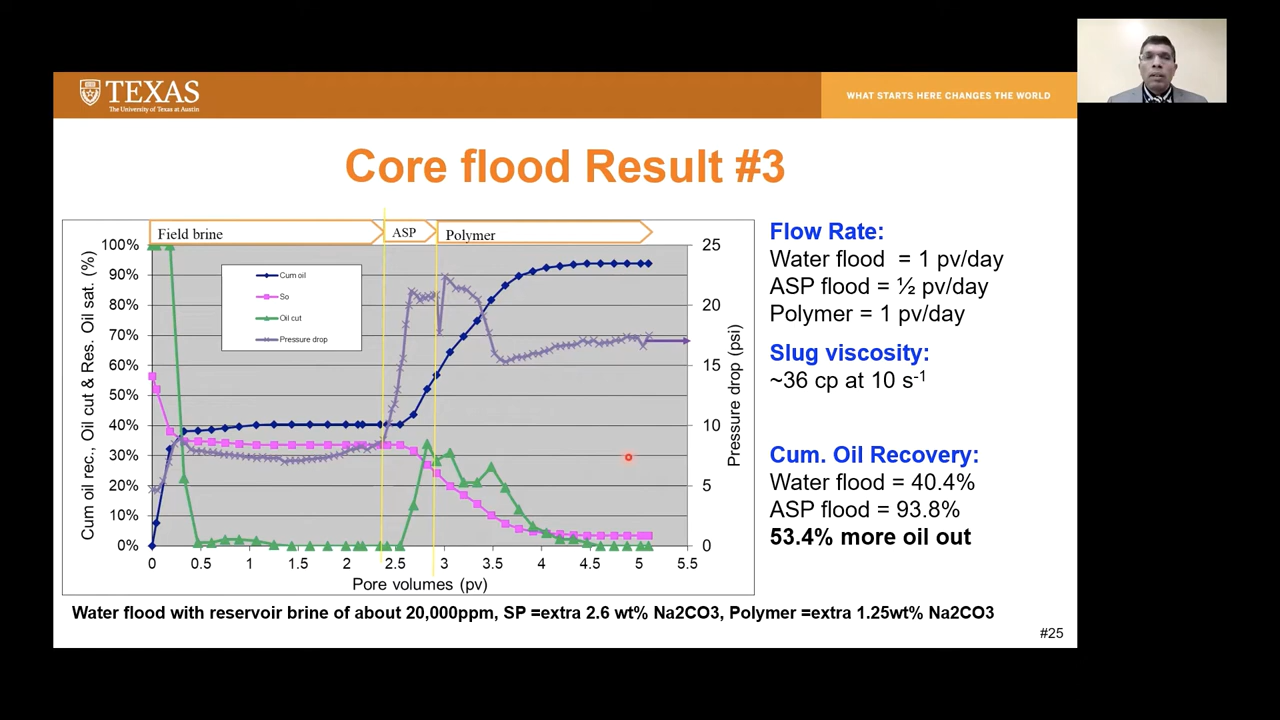 TEXAS
The University of Texas at Austin
WHAT STARTS HERE CHANGES THE WORLD
Core flood Result #3
Field brine
ASP
Polymer
100%
90%
80%
70%
60%
50%
40%
30%
20%
10%
0%
Cum oil rec., Oil cut & Res. Oil sat. (%)
Cum oil
So
Oil cut
Pressure drop
25
20
15
10
5
0
Pressure drop (psi)
0 0.5 1 1.5 2 2.5 3 3.5 4 4.5 5 5.5
Pore volumes (pv)
Flow Rate:
Water flood = 1 pv/day
ASP flood = ½ pv/day
Polymer = 1 pv/day
Slug viscosity:
~36 cp at 10 s-1
Cum. Oil Recovery:
Water flood = 40.4%
ASP flood = 93.8%
53.4% more oil out
Water flood with reservoir brine of about 20,000ppm, SP =extra 2.6 wt% Na2CO3, Polymer =extra 1.25wt% Na2CO3
#25